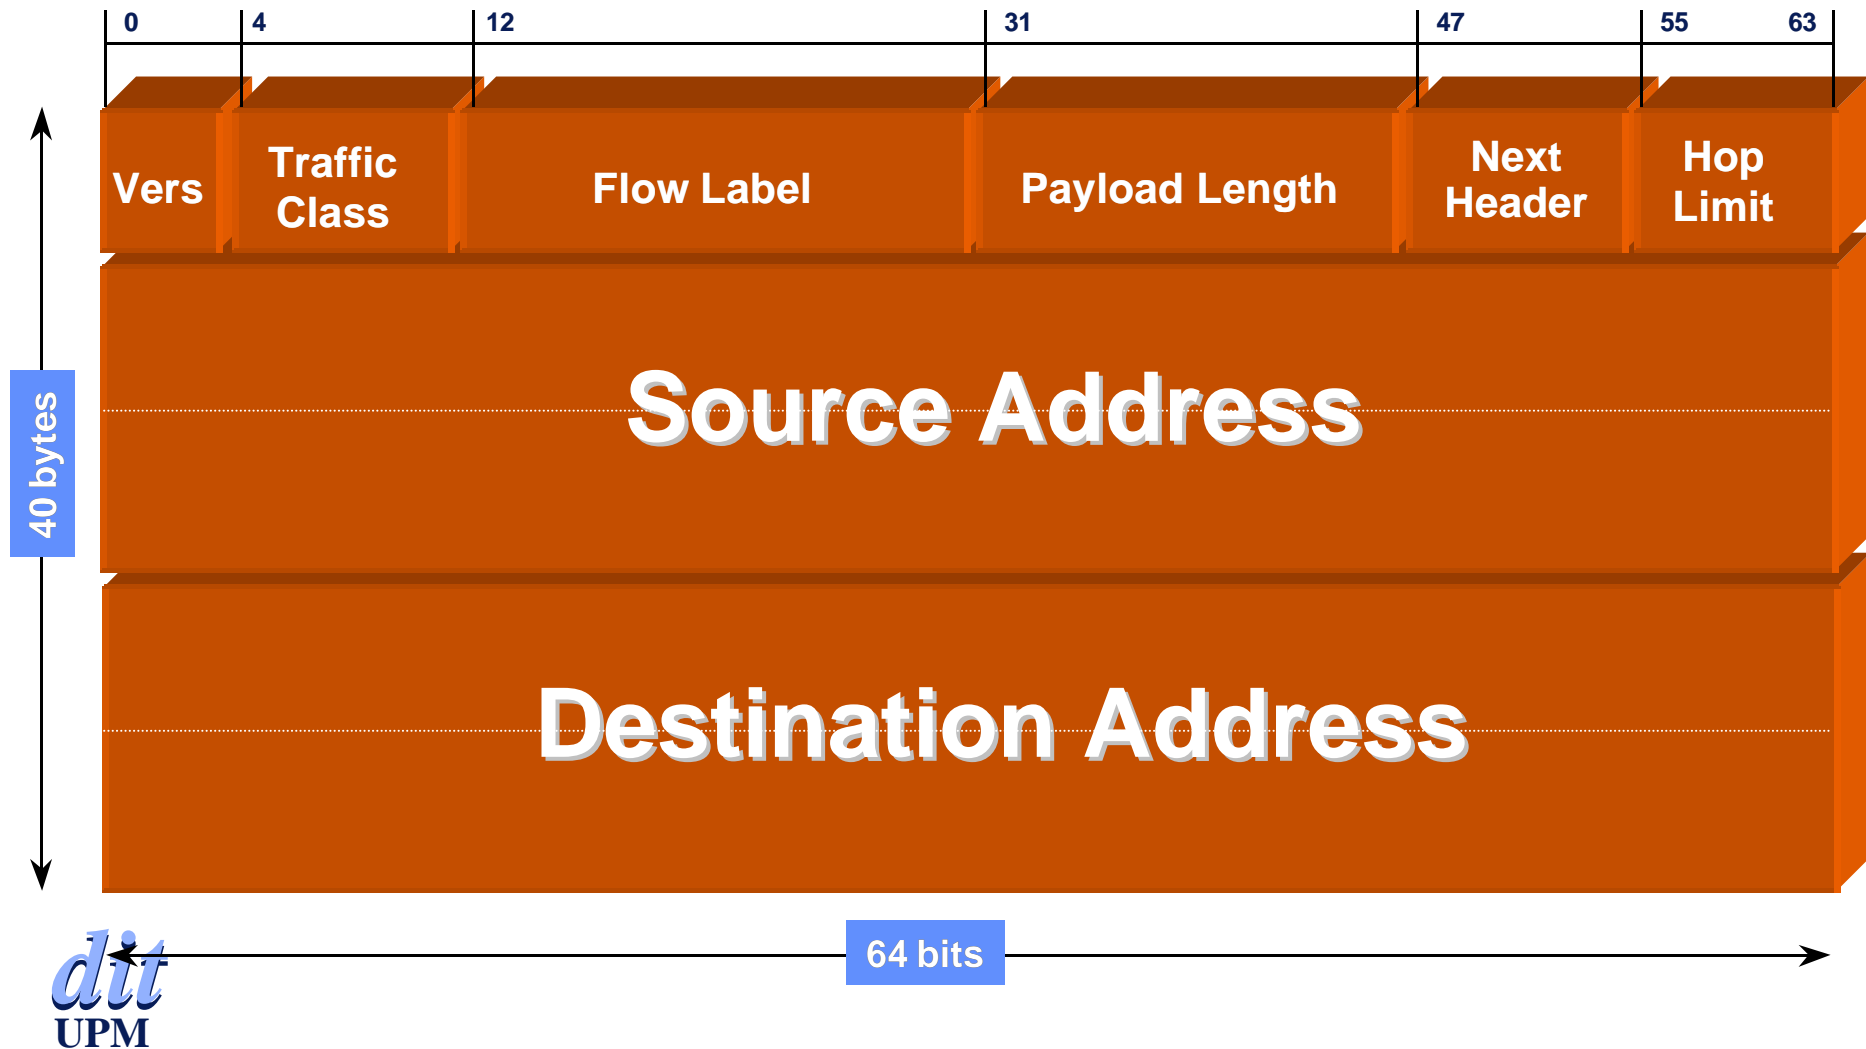 0 4 12 31 47 55 63
Vers
Traffic
Class
Flow Label
Payload Length
Next
Header
Hop
Limit
40 bytes
Source Address
Destination Address
64 bits
dit
UPM